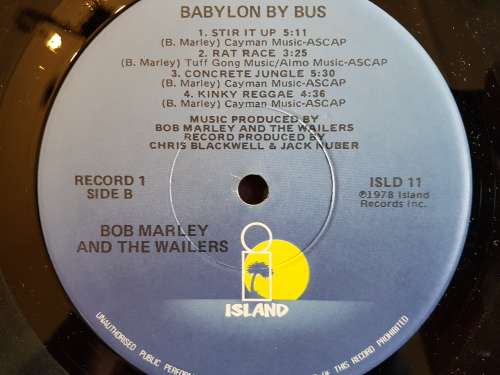 BABYLON BY BUS
1. STIR IT UP 5:11
(B. Marley) Cayman Music-ASCAP
2. RAT RACE 3:25
(B. Marley) Tuff Gong Music/Almo Music-ASCAP
3. CONCRETE JUNGLE 5:30
(B. Marley) Cayman Music-ASCAP
4. KINKY REGGAE 4:36
(B. Marley) Cayman Music-ASCAP
MUSIC PRODUCED BY
BOB MARLEY AND THE WAILERS
RECORD PRODUCED BY
CHRIS BLACKWELL & JACK NUBER
RECORD 1
SIDE B
ISLD 11
℗1978 Island
Records Inc.
BOB MARLEY
AND THE WAILERS
ISLAND
UNAUTHORISED PUBLIC PERFORM
OF THIS RECORD PROHIBITED